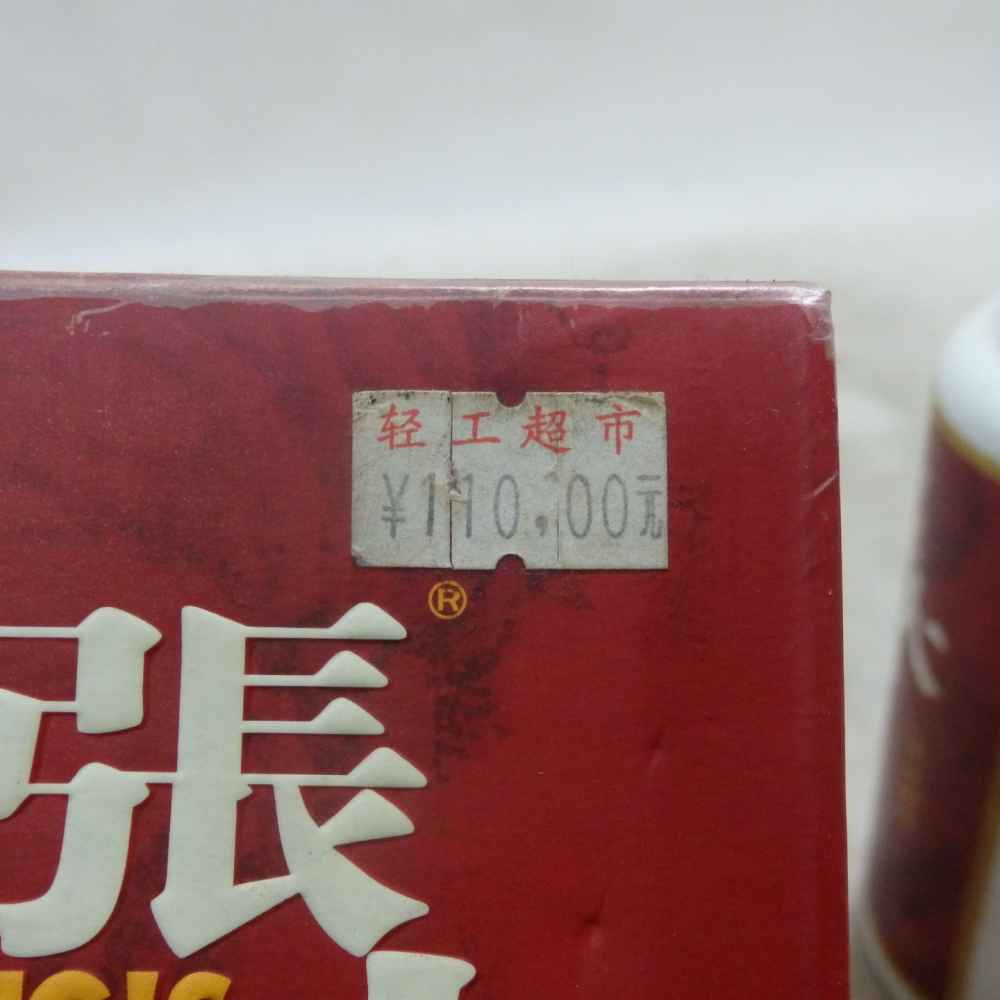 轻工超市
¥110.00元
®
張